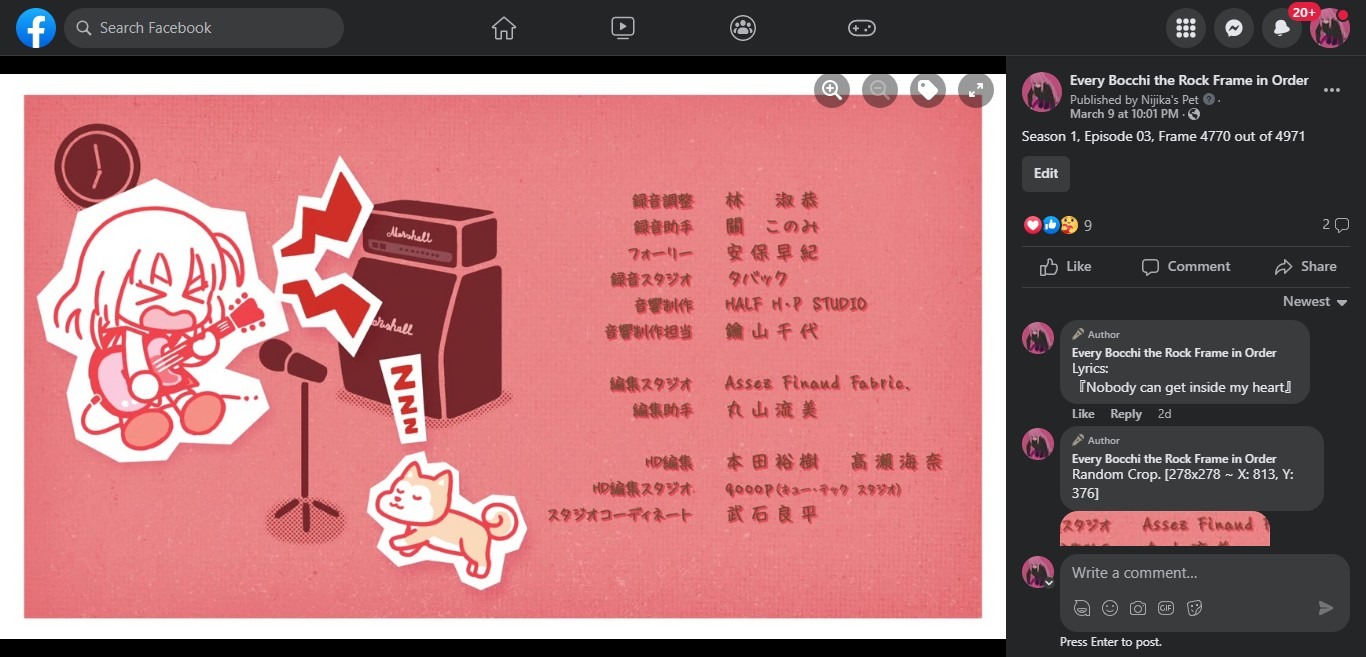 Search Facebook
20+
Marshall
Marshall
ZZZ
録音調整 林 淑恭
録音助手 関 このみ
フォーリー 安保早紀
録音スタジオ タバック
音響制作 HALF H・P STUDIO
音響制作担当 鑰山千代
編集スタジオ Assez Finaud Fabric.
編集助手 丸山流美
HD編集 本田裕樹 髙瀬海奈
HD編集スタジオ qooop(キュー・テック スタジオ)
スタジオコーディネート 武石良平
Every Bocchi the Rock Frame in Order
Published by Nijika's Pet
March 9 at 10:01 PM
Season 1, Episode 03, Frame 4770 out of 4971
Edit
9
2
Like Comment Share
Newest
Author
Every Bocchi the Rock Frame in Order
Lyrics:
『Nobody can get inside my heart』
Like Reply 2d
Author
Every Bocchi the Rock Frame in Order
Random Crop. [278x278 ~ X: 813, Y:
376]
スタジオ Assez Finaud
Write a comment...
GIF
Press Enter to post.